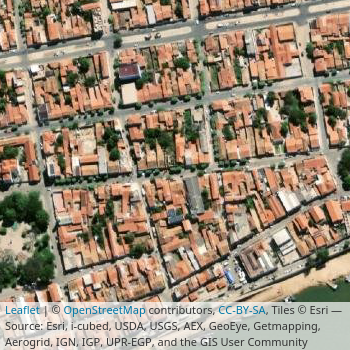 Leaflet | © OpenStreetMap contributors, CC-BY-SA, Tiles © Esri —
Source: Esri, i-cubed, USDA, USGS, AEX, GeoEye, Getmapping,
Aerogrid, IGN, IGP, UPR-EGP, and the GIS User Community